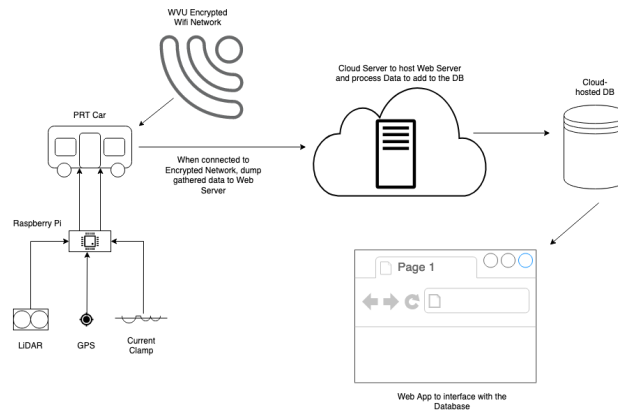 WVU Encrypted
Wifi Network
Cloud Server to host Web Server
and process Data to add to the DB
Cloud-
hosted DB
PRT Car
When connected to
Encrypted Network, dump
gathered data to Web
Server
Raspberry Pi
Page 1
LiDAR
GPS
Current
Clamp
Web App to interface with the
Database